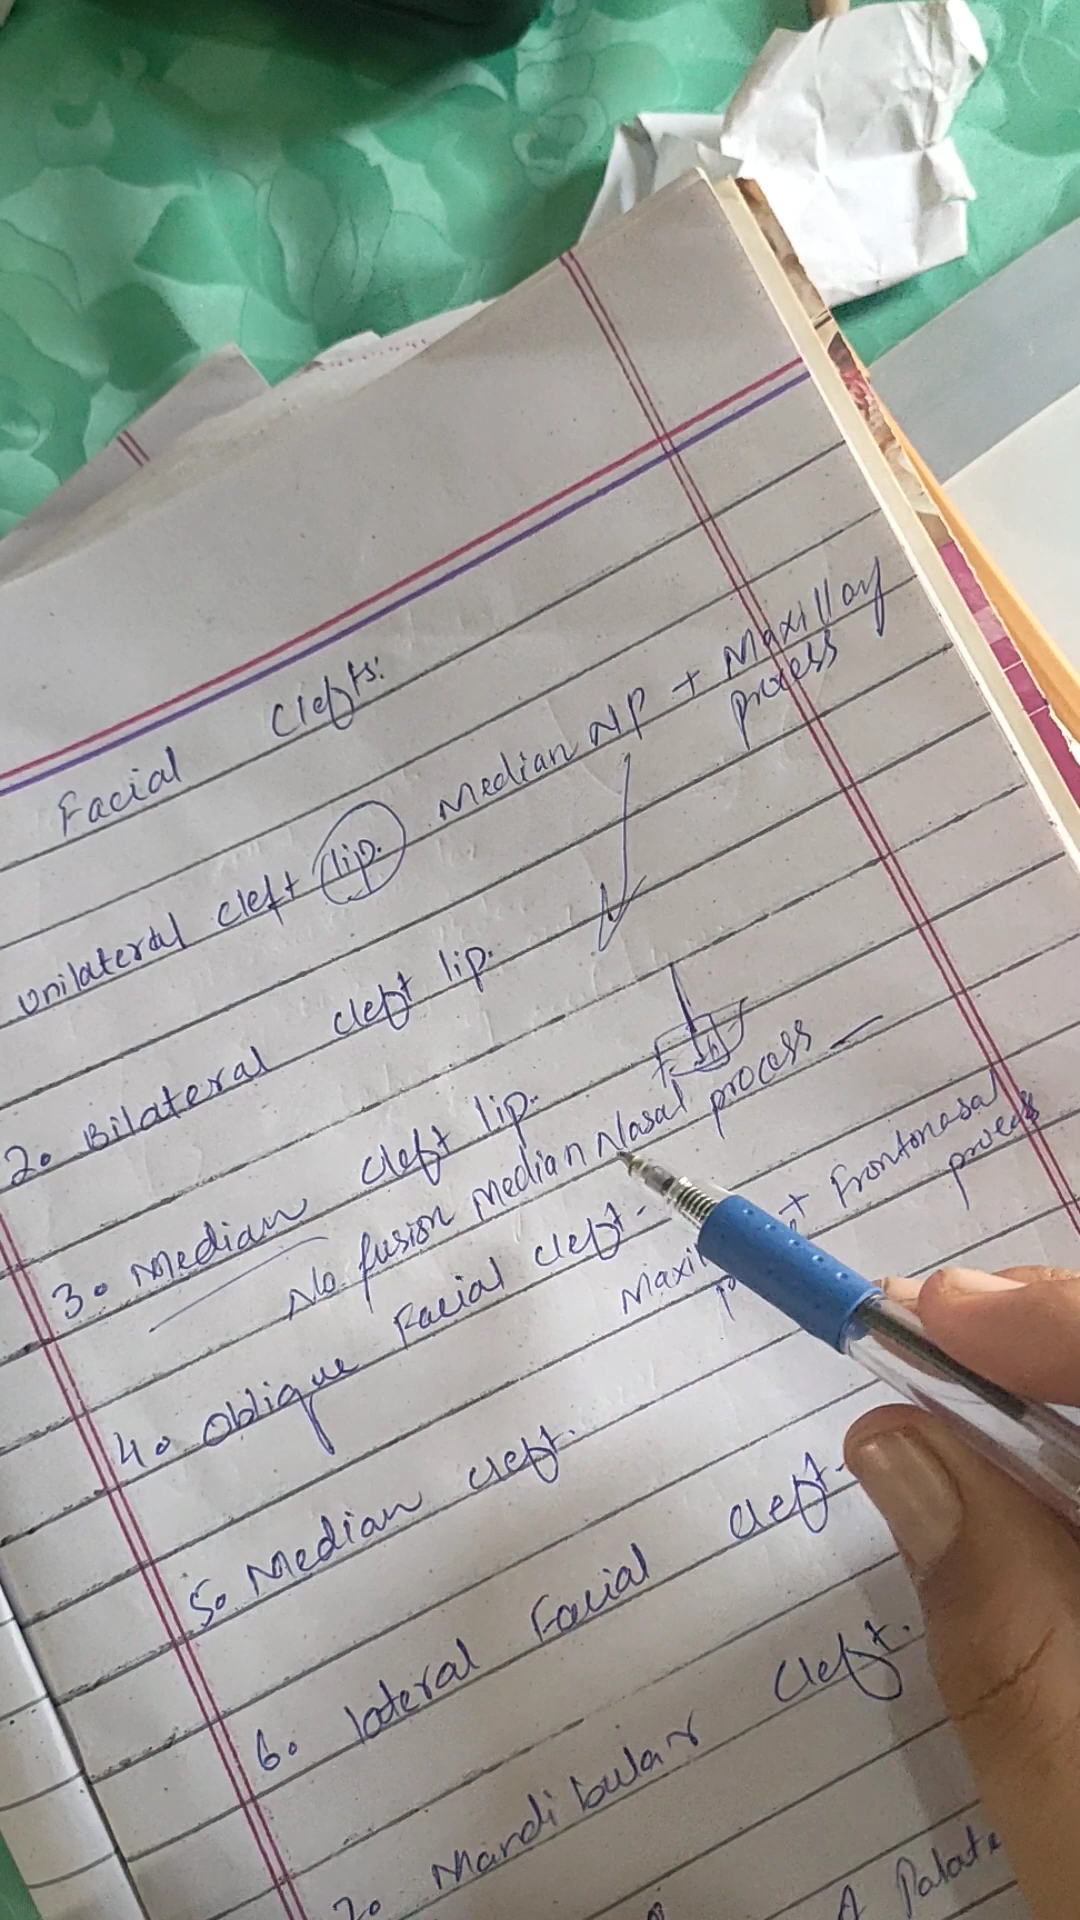 Facial Clefts:
Unilateral cleft lip. Median NP + Maxillary process
2. Bilateral cleft lip.
3. Median cleft lip.
No fusion Median Nasal process -
4. Oblique Facial cleft - + Frontonasal process
5. Median cleft.
6. lateral Facial cleft -
7. Mandibular cleft.
Palate